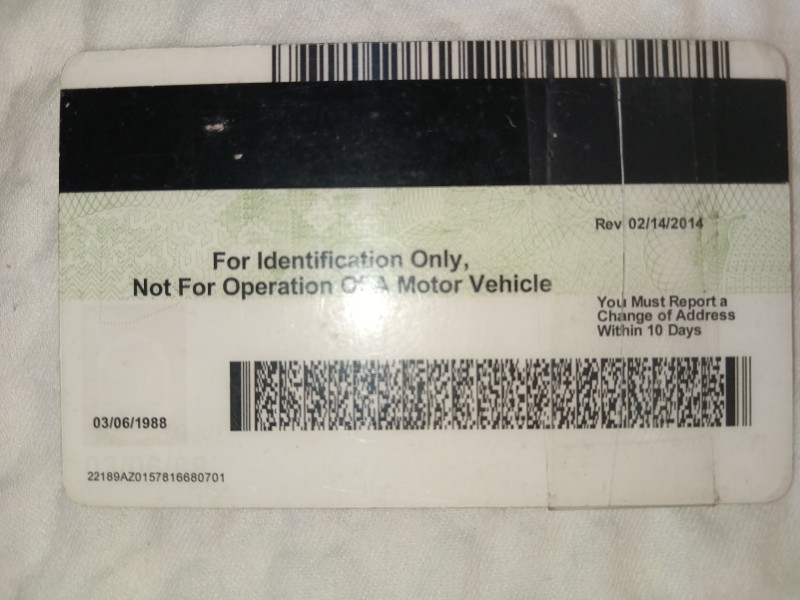 Rev 02/14/2014
For Identification Only,
Not For Operation Of A Motor Vehicle
You Must Report a
Change of Address
Within 10 Days
03/06/1988
22189AZ0157816680701